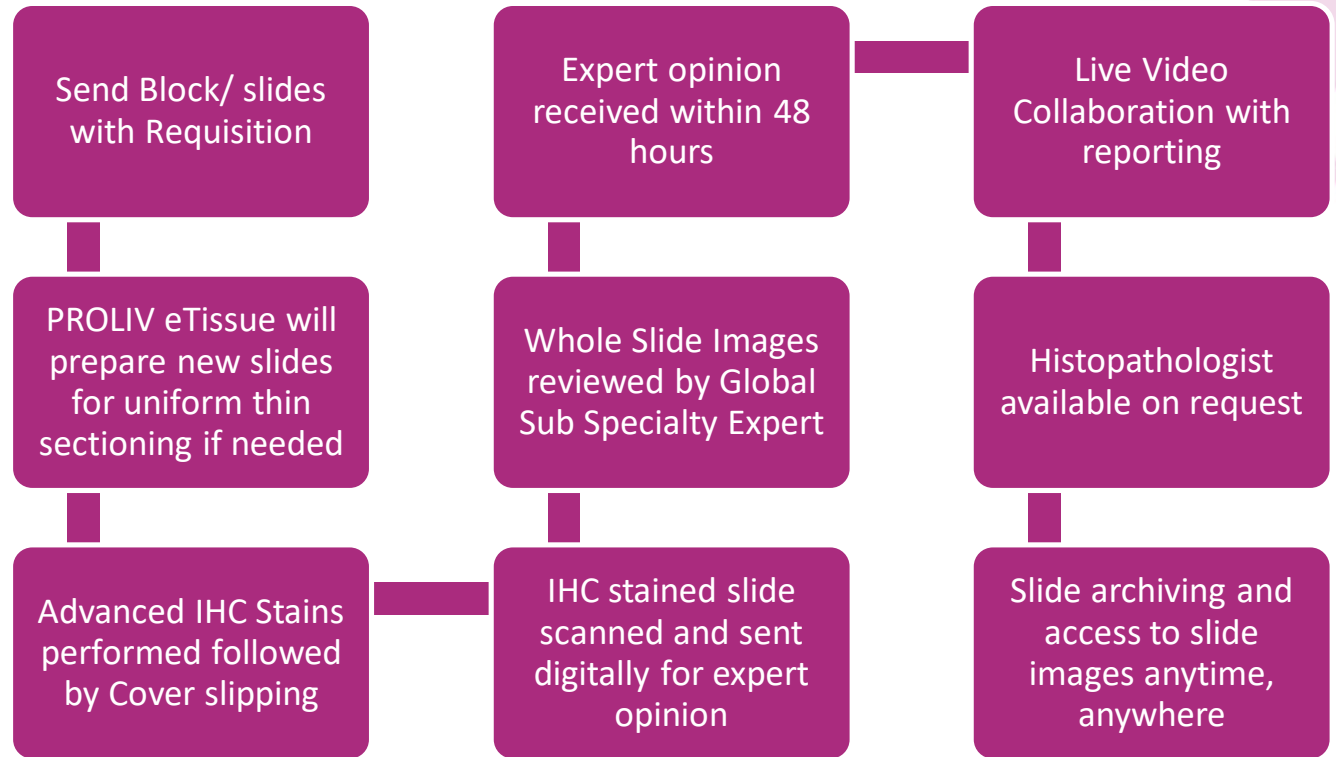 Send Block/ slides
with Requisition
PROLIV eTissue will
prepare new slides
for uniform thin
sectioning if needed
Advanced IHC Stains
performed followed
by Cover slipping
IHC stained slide
scanned and sent
digitally for expert
opinion
Whole Slide Images
reviewed by Global
Sub Specialty Expert
Expert opinion
received within 48
hours
Live Video
Collaboration with
reporting
Histopathologist
available on request
Slide archiving and
access to slide
images anytime,
anywhere